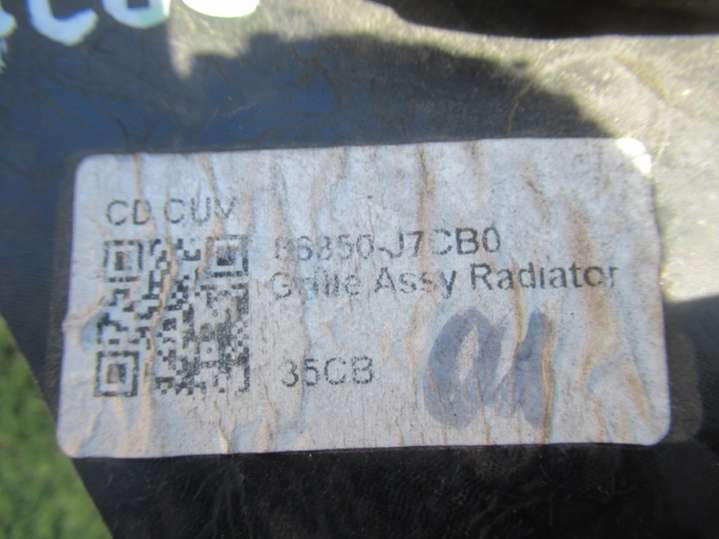 CD CUV
86350-J7CB0
Grille Assy Radiator
35CB